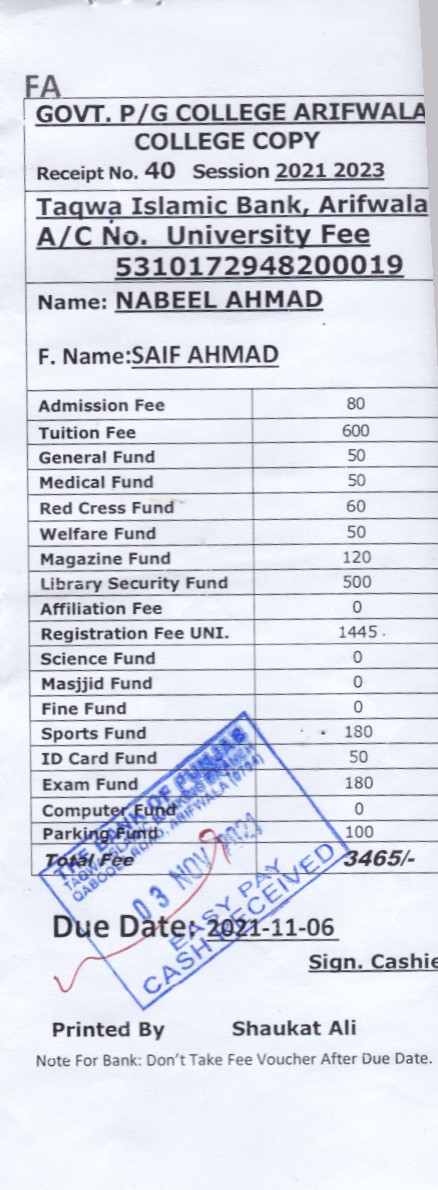 FA
GOVT. P/G COLLEGE ARIFWALA
COLLEGE COPY
Receipt No. 40 Session 2021 2023
Taqwa Islamic Bank, Arifwala
A/C No. University Fee
5310172948200019
Name: NABEEL AHMAD
F. Name:SAIF AHMAD
Admission Fee 80
Tuition Fee 600
General Fund 50
Medical Fund 50
Red Cress Fund 60
Welfare Fund 50
Magazine Fund 120
Library Security Fund 500
Affiliation Fee 0
Registration Fee UNI. 1445
Science Fund 0
Masjjid Fund 0
Fine Fund 0
Sports Fund 180
ID Card Fund 50
Exam Fund 180
Computer Fund 0
Parking Fund 100
Total Fee 3465/-
THE BANK OF PUNJAB
QABOOLA ROAD, ARIFWALA (0794)
03 NOV 2021
EASY PAY
CASH RECEIVED
Due Date: 2021-11-06
Sign. Cashie
Printed By Shaukat Ali
Note For Bank: Don't Take Fee Voucher After Due Date.